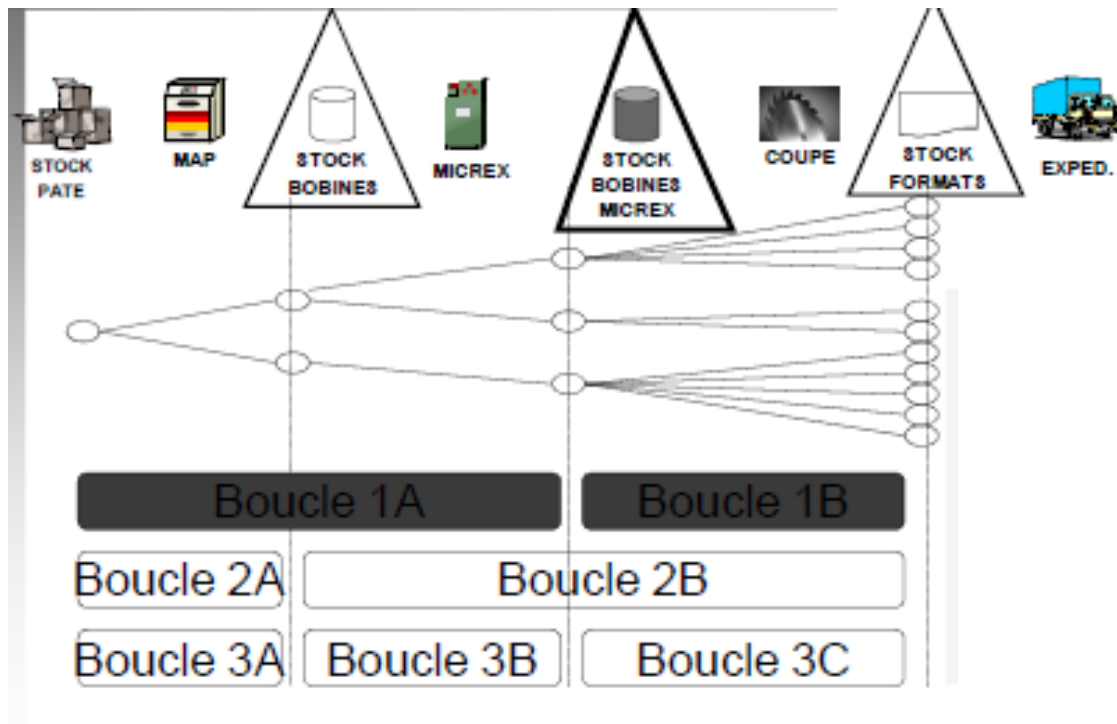 STOCK
PATE
MAP
STOCK
BOBINES
MICREX
STOCK
BOBINES
MICREX
COUPE
STOCK
FORMATS
EXPED.
Boucle 1A
Boucle 1B
Boucle 2A
Boucle 2B
Boucle 3A
Boucle 3B
Boucle 3C